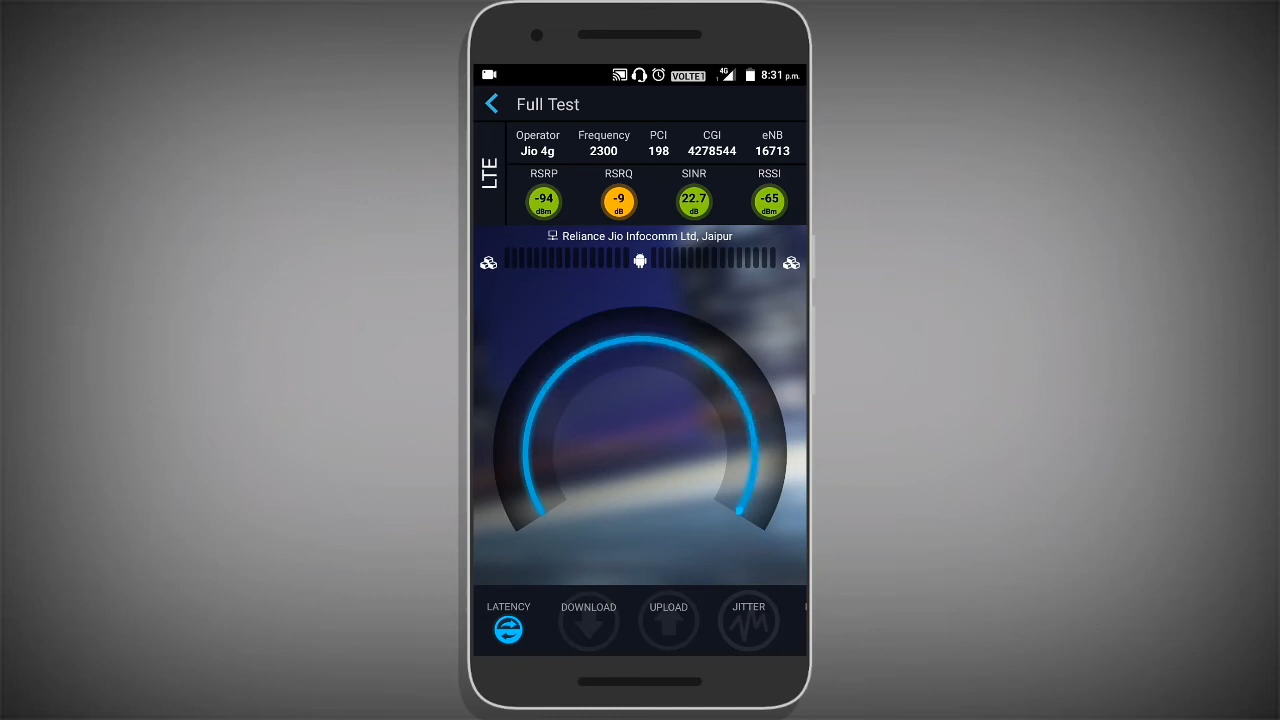 VOLTE1 4G 1 8:31 p.m.
Full Test
LTE
Operator Frequency PCI CGI eNB
Jio 4g 2300 198 4278544 16713
RSRP RSRQ SINR RSSI
-94 -9 22.7 -65
dBm dB dB dBm
Reliance Jio Infocomm Ltd, Jaipur
LATENCY DOWNLOAD UPLOAD JITTER